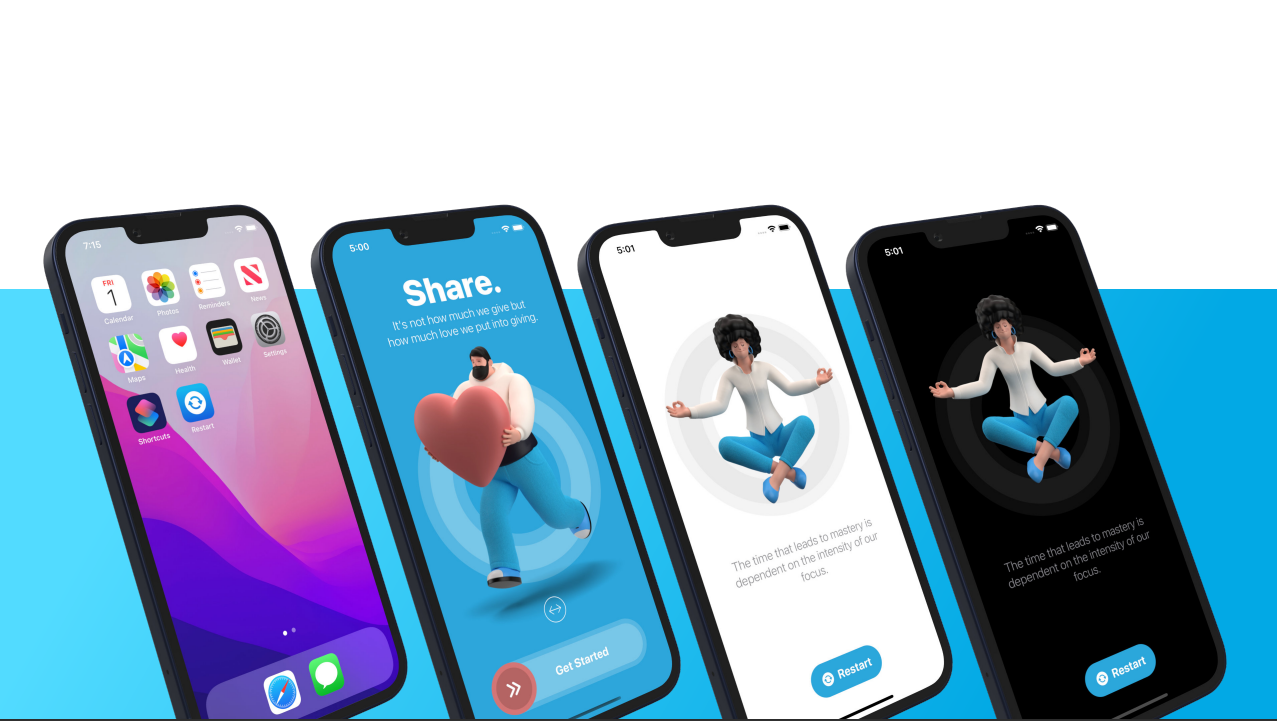 7:15
FRI
1
Calendar
Photos
Reminders
News
Maps
Health
Wallet
Settings
Shortcuts
Restart
5:00
Share.
It's not how much we give but
how much love we put into giving.
Get Started
5:01
The time that leads to mastery is
dependent on the intensity of our
focus.
Restart
5:01
The time that leads to mastery is
dependent on the intensity of our
focus.
Restart